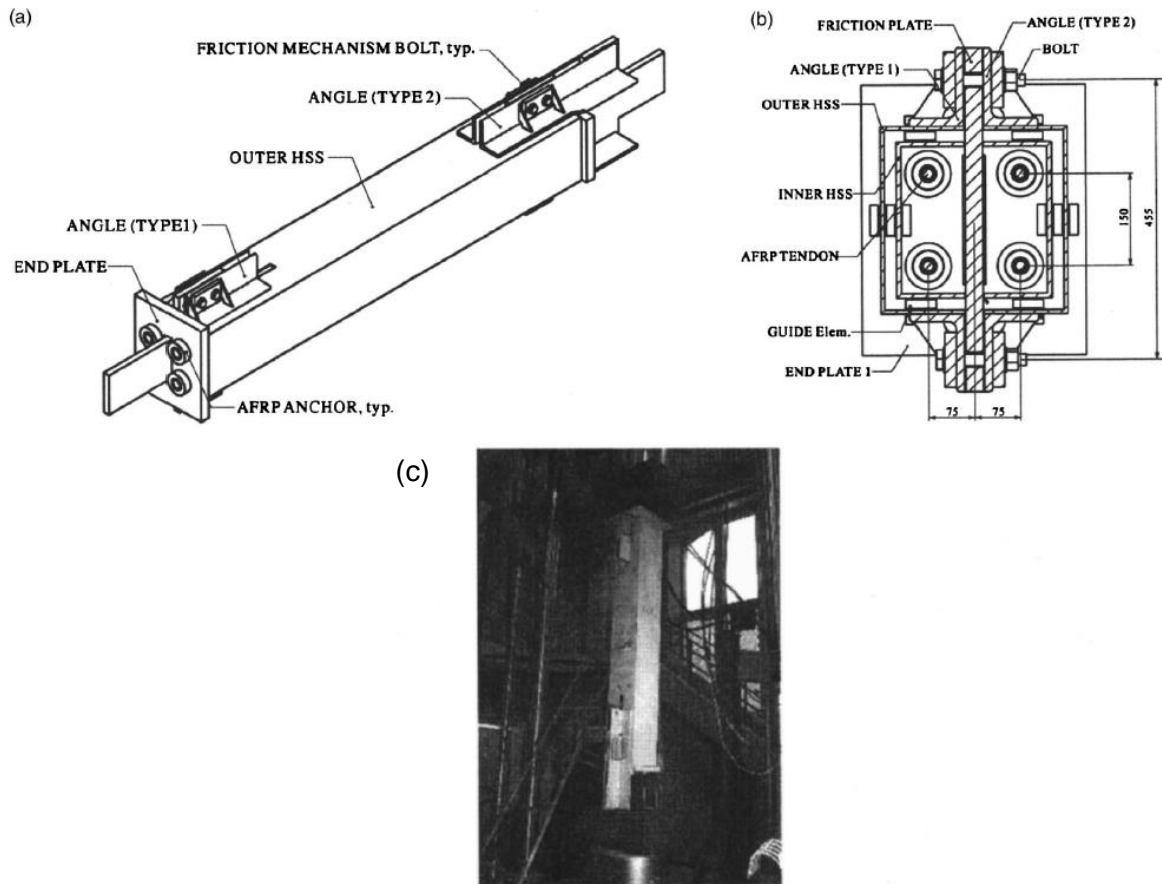 (a)
FRICTION MECHANISM BOLT, typ.
ANGLE (TYPE 2)
OUTER HSS
ANGLE (TYPE1)
END PLATE
AFRP ANCHOR, typ.
(b)
FRICTION PLATE
ANGLE (TYPE 2)
BOLT
ANGLE (TYPE 1)
OUTER HSS
INNER HSS
150
455
AFRP TENDON
GUIDE Elem.
END PLATE 1
75
75
(c)